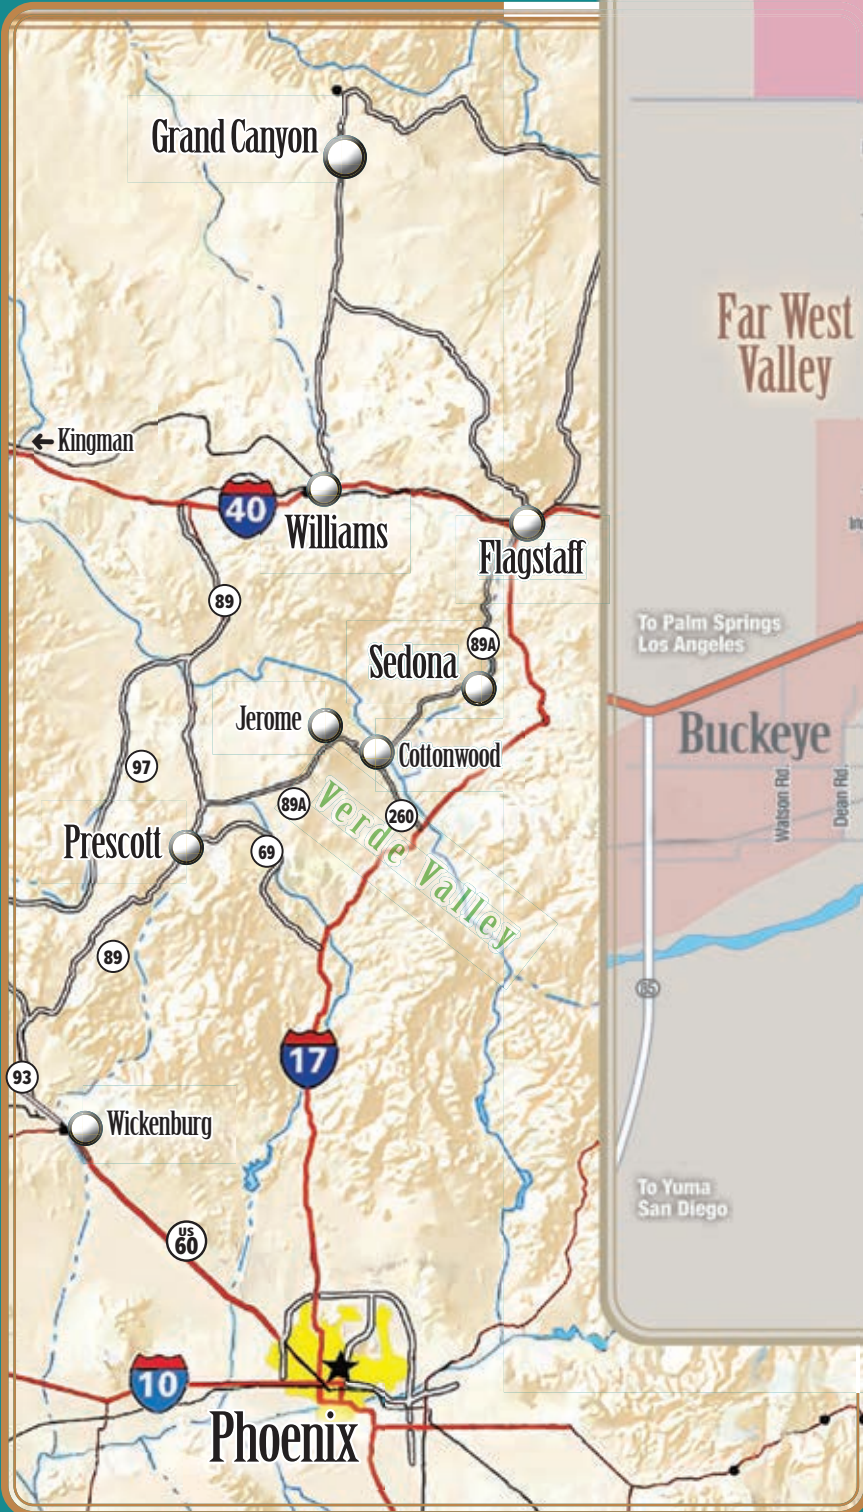 Grand Canyon
Far West
Valley
Kingman
40
Williams
Flagstaff
89
To Palm Springs
Los Angeles
89A
Sedona
Jerome
Buckeye
Cottonwood
97
Watson Rd.
Dean Rd.
89A
260
Verde Valley
Prescott
69
89
85
17
93
Wickenburg
To Yuma
San Diego
US
60
10
Phoenix